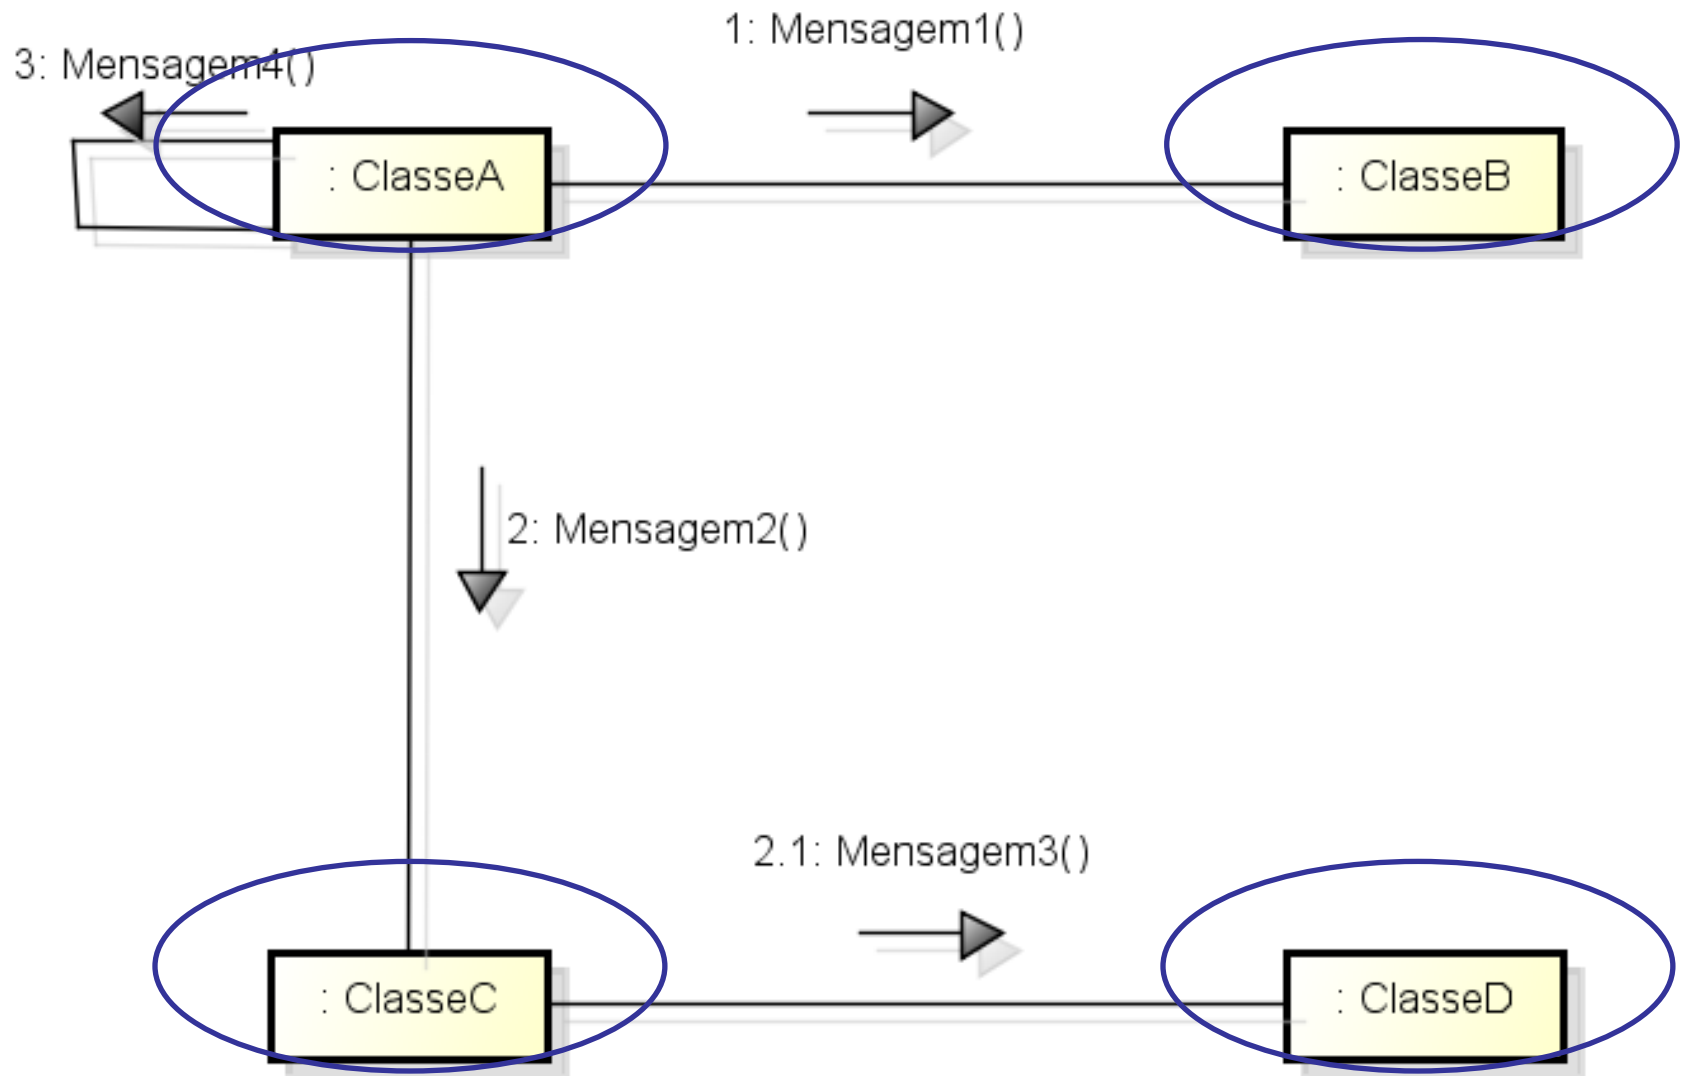 1: Mensagem1()
3: Mensagem4()
: ClasseA
: ClasseB
2: Mensagem2()
2.1: Mensagem3()
: ClasseC
: ClasseD